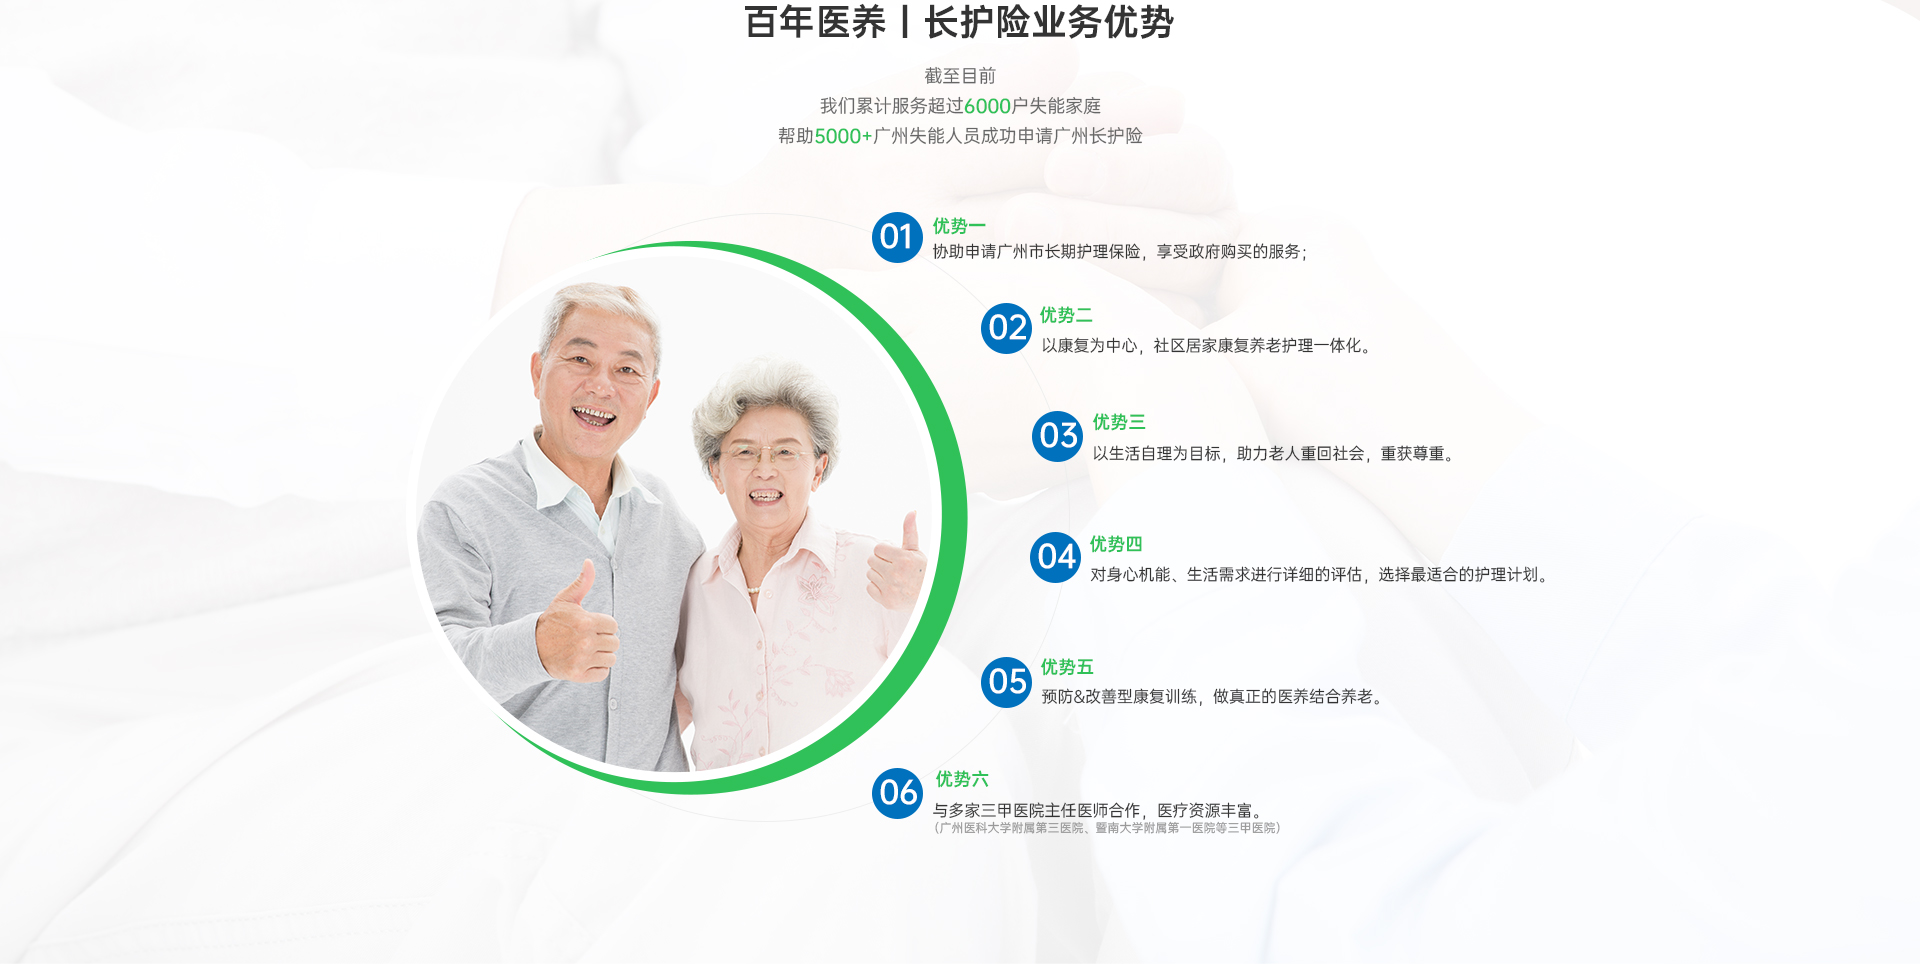 百年医养丨长护险业务优势
截至目前
我们累计服务超过6000户失能家庭
帮助5000+广州失能人员成功申请广州长护险
01
优势一
协助申请广州市长期护理保险，享受政府购买的服务；
02
优势二
以康复为中心，社区居家康复养老护理一体化。
03
优势三
以生活自理为目标，助力老人重回社会，重获尊重。
04
优势四
对身心机能、生活需求进行详细的评估，选择最适合的护理计划。
05
优势五
预防&改善型康复训练，做真正的医养结合养老。
06
优势六
与多家三甲医院主任医师合作，医疗资源丰富。
（广州医科大学附属第三医院、暨南大学附属第一医院等三甲医院）